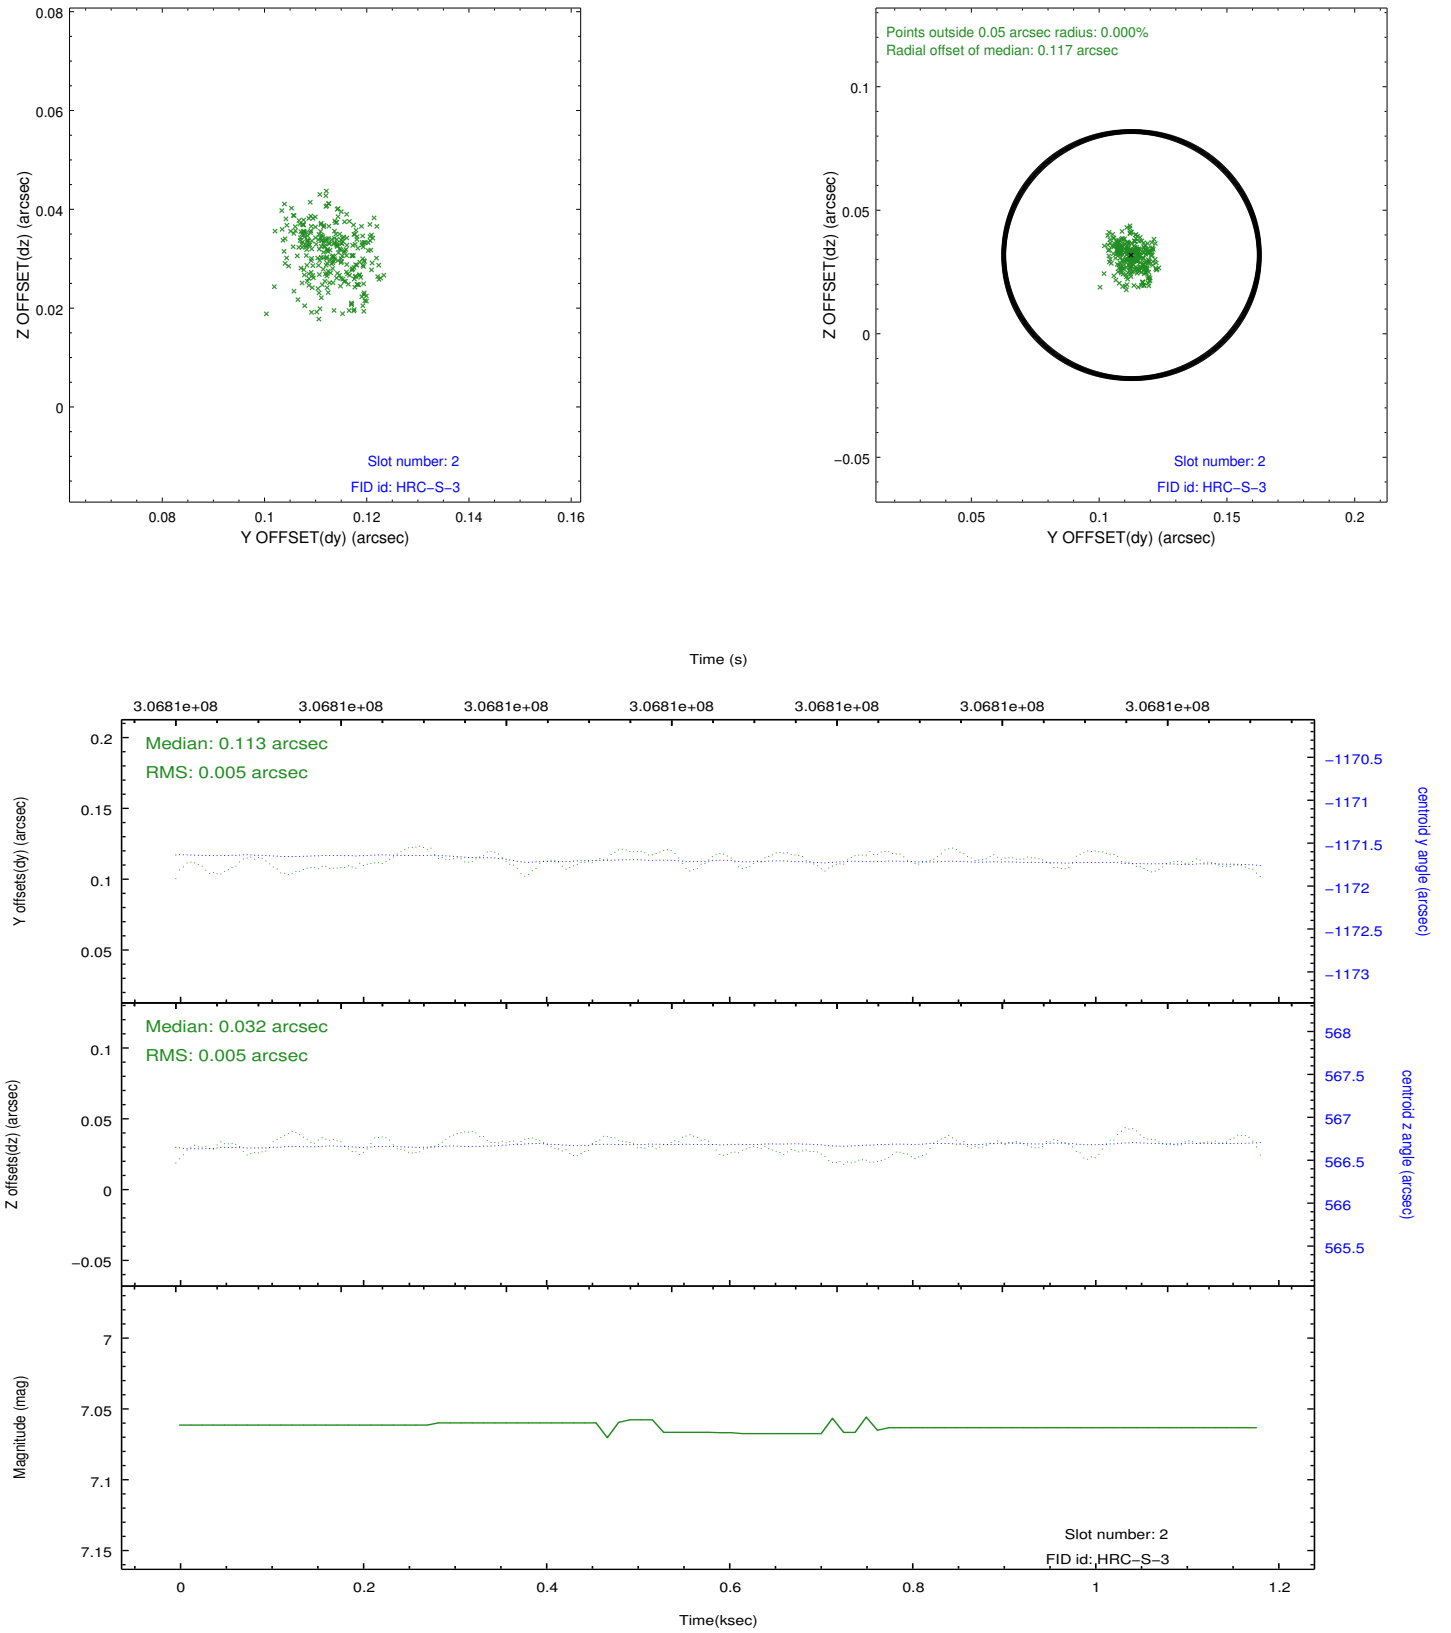 0.08
0.06
0.04
0.02
0
Z OFFSET(dz) (arcsec)
Slot number: 2
FID id: HRC−S−3
0.08 0.1 0.12 0.14 0.16
Y OFFSET(dy) (arcsec)
Points outside 0.05 arcsec radius: 0.000%
Radial offset of median: 0.117 arcsec
0.1
0.05
0
−0.05
Z OFFSET(dz) (arcsec)
Slot number: 2
FID id: HRC−S−3
0.05 0.1 0.15 0.2
Y OFFSET(dy) (arcsec)
Time (s)
3.0681e+08 3.0681e+08 3.0681e+08 3.0681e+08 3.0681e+08 3.0681e+08 3.0681e+08
Median: 0.113 arcsec
RMS: 0.005 arcsec
0.2
0.15
0.1
0.05
Y offsets(dy) (arcsec)
−1170.5
−1171
−1171.5
−1172
−1172.5
−1173
centroid y angle (arcsec)
Median: 0.032 arcsec
RMS: 0.005 arcsec
0.1
0.05
0
−0.05
Z offsets(dz) (arcsec)
568
567.5
567
566.5
566
565.5
centroid z angle (arcsec)
7
7.05
7.1
7.15
Magnitude (mag)
Slot number: 2
FID id: HRC−S−3
0 0.2 0.4 0.6 0.8 1 1.2
Time(ksec)